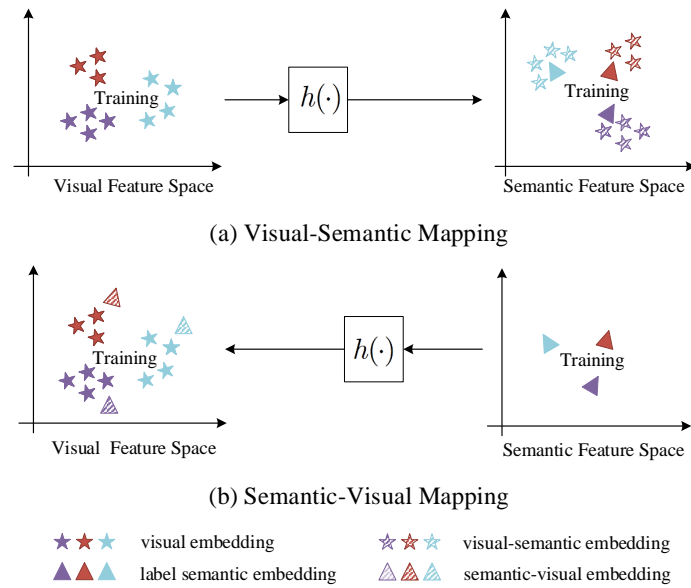 Training
h(·)
Training
Visual Feature Space
Semantic Feature Space
(a) Visual-Semantic Mapping
Training
h(·)
Training
Visual Feature Space
Semantic Feature Space
(b) Semantic-Visual Mapping
visual embedding
visual-semantic embedding
label semantic embedding
semantic-visual embedding